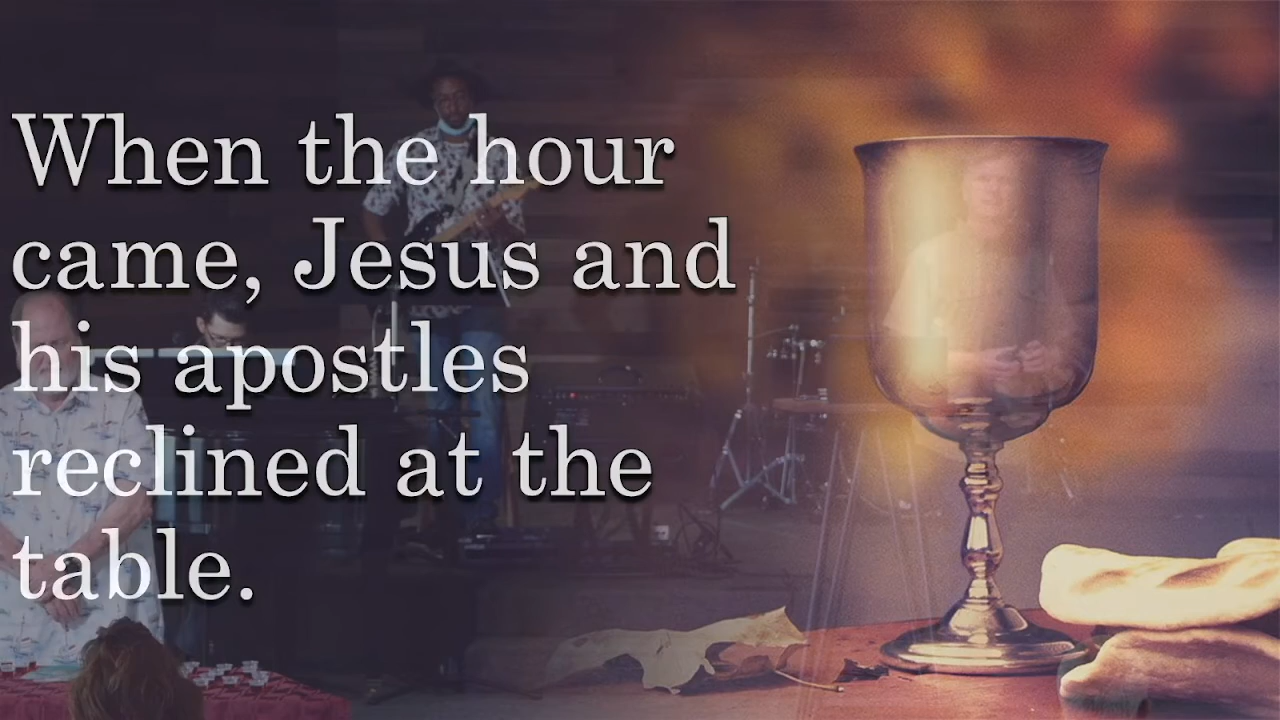 When the hour
came, Jesus and
his apostles
reclined at the
table.